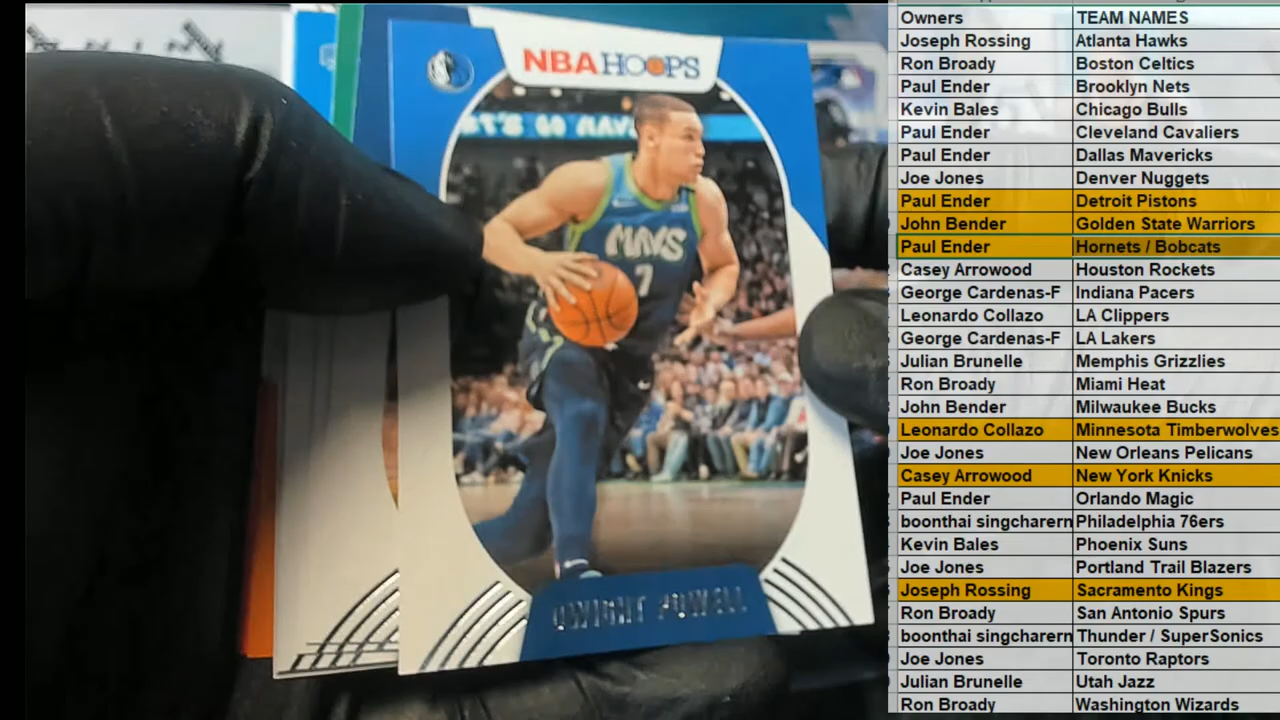 NBA HOOPS
LET'S GO MAVS
MAVS
7
DWIGHT POWELL
Owners TEAM NAMES
Joseph Rossing Atlanta Hawks
Ron Broady Boston Celtics
Paul Ender Brooklyn Nets
Kevin Bales Chicago Bulls
Paul Ender Cleveland Cavaliers
Paul Ender Dallas Mavericks
Joe Jones Denver Nuggets
Paul Ender Detroit Pistons
John Bender Golden State Warriors
Paul Ender Hornets / Bobcats
Casey Arrowood Houston Rockets
George Cardenas-F Indiana Pacers
Leonardo Collazo LA Clippers
George Cardenas-F LA Lakers
Julian Brunelle Memphis Grizzlies
Ron Broady Miami Heat
John Bender Milwaukee Bucks
Leonardo Collazo Minnesota Timberwolves
Joe Jones New Orleans Pelicans
Casey Arrowood New York Knicks
Paul Ender Orlando Magic
boonthai singcharern Philadelphia 76ers
Kevin Bales Phoenix Suns
Joe Jones Portland Trail Blazers
Joseph Rossing Sacramento Kings
Ron Broady San Antonio Spurs
boonthai singcharern Thunder / SuperSonics
Joe Jones Toronto Raptors
Julian Brunelle Utah Jazz
Ron Broady Washington Wizards